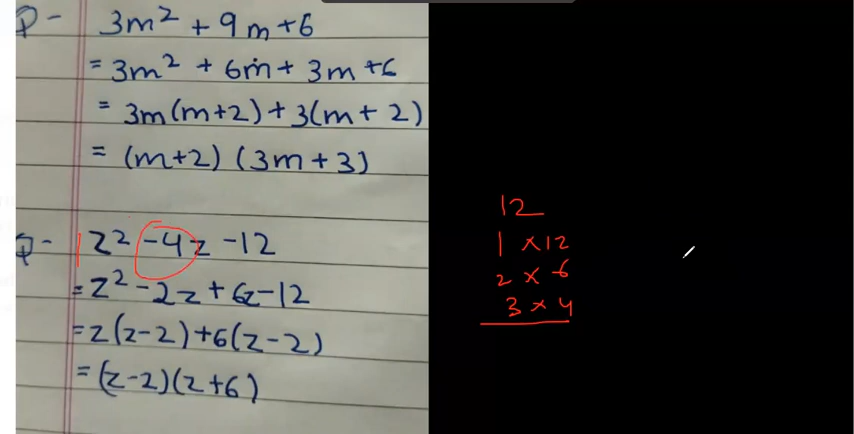 Q- 3m² + 9m + 6
= 3m² + 6m + 3m + 6
= 3m(m+2) + 3(m + 2)
= (m+2) (3m + 3)
Q- 1z² - 4z - 12
= z² - 2z + 6z - 12
= z(z-2) + 6(z-2)
= (z-2)(z+6)
12
1 × 12
2 × 6
3 × 4